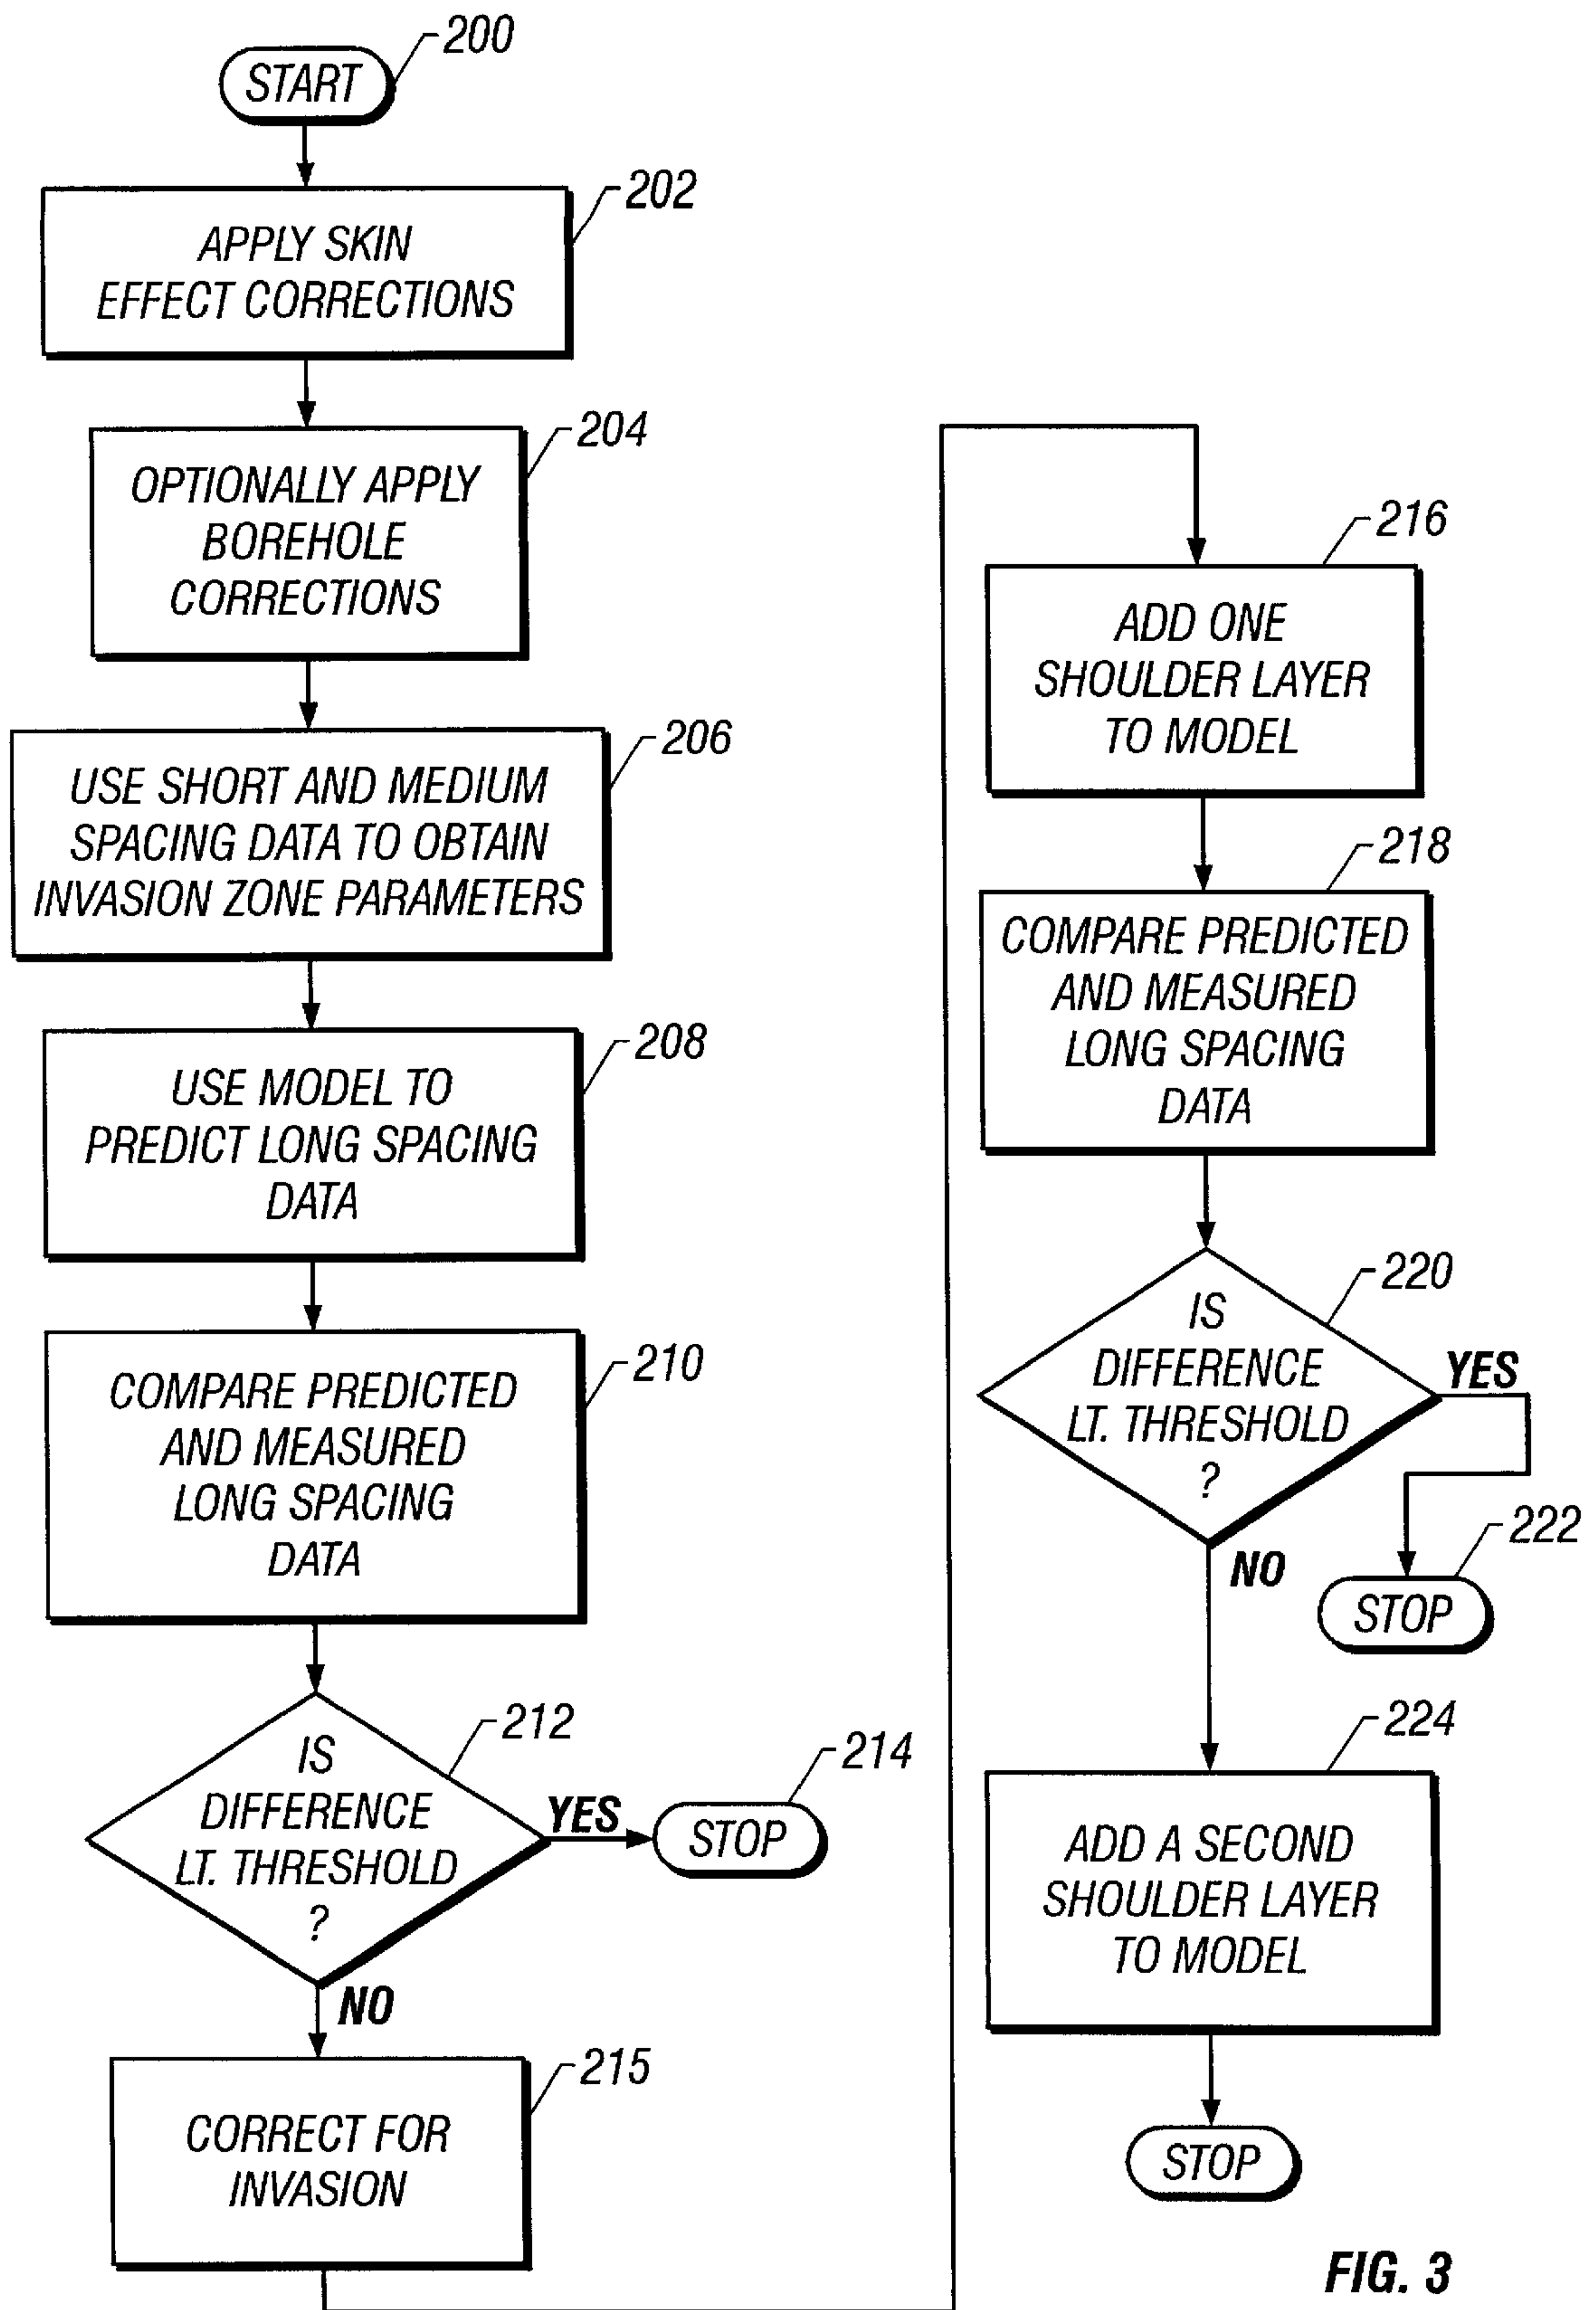 200
START
202
APPLY SKIN
EFFECT CORRECTIONS
204
OPTIONALLY APPLY
BOREHOLE
CORRECTIONS
206
USE SHORT AND MEDIUM
SPACING DATA TO OBTAIN
INVASION ZONE PARAMETERS
208
USE MODEL TO
PREDICT LONG SPACING
DATA
210
COMPARE PREDICTED
AND MEASURED
LONG SPACING
DATA
212
IS
DIFFERENCE
LT. THRESHOLD
?
YES
214
STOP
NO
215
CORRECT FOR
INVASION
216
ADD ONE
SHOULDER LAYER
TO MODEL
218
COMPARE PREDICTED
AND MEASURED
LONG SPACING
DATA
220
IS
DIFFERENCE
LT. THRESHOLD
?
YES
222
STOP
NO
224
ADD A SECOND
SHOULDER LAYER
TO MODEL
STOP
FIG. 3